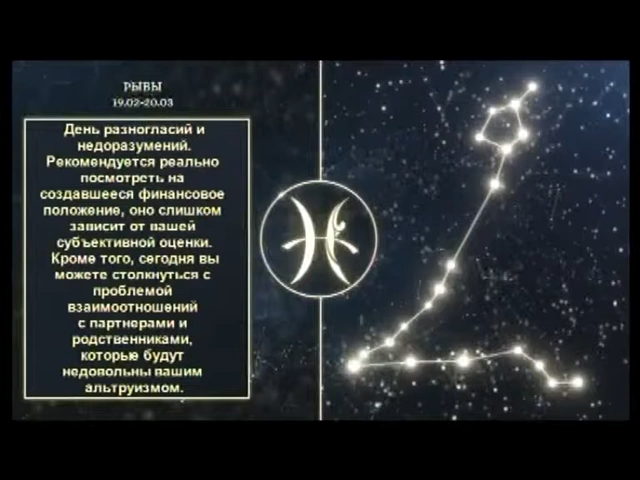 РЫБЫ
19.02-20.03
День разногласий и
недоразумений.
Рекомендуется реально
посмотреть на
создавшееся финансовое
положение, оно слишком
зависит от вашей
субъективной оценки.
Кроме того, сегодня вы
можете столкнуться с
проблемой
взаимоотношений
с партнерами и
родственниками,
которые будут
недовольны вашим
альтруизмом.